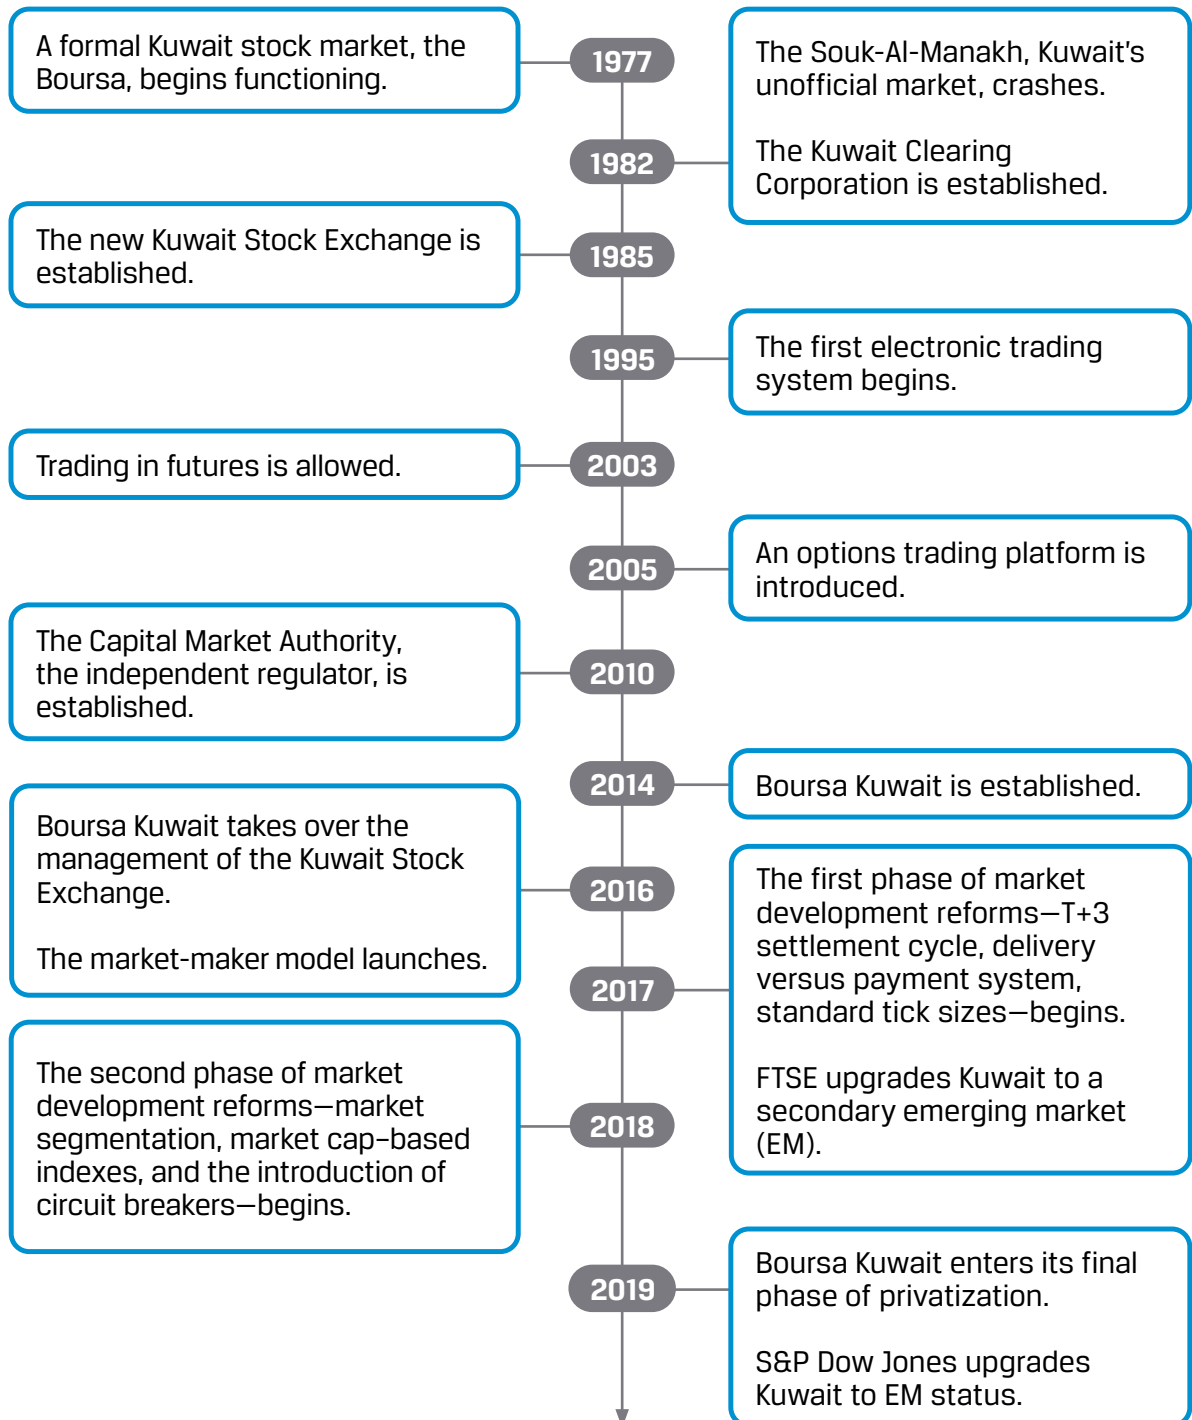 A formal Kuwait stock market, the
Boursa, begins functioning.
1977
The Souk-Al-Manakh, Kuwait's
unofficial market, crashes.
The Kuwait Clearing
Corporation is established.
1982
The new Kuwait Stock Exchange is
established.
1985
1995
The first electronic trading
system begins.
Trading in futures is allowed.
2003
2005
An options trading platform is
introduced.
The Capital Market Authority,
the independent regulator, is
established.
2010
2014
Boursa Kuwait is established.
Boursa Kuwait takes over the
management of the Kuwait Stock
Exchange.
The market-maker model launches.
2016
2017
The first phase of market
development reforms—T+3
settlement cycle, delivery
versus payment system,
standard tick sizes—begins.
FTSE upgrades Kuwait to a
secondary emerging market
(EM).
The second phase of market
development reforms—market
segmentation, market cap–based
indexes, and the introduction of
circuit breakers—begins.
2018
2019
Boursa Kuwait enters its final
phase of privatization.
S&P Dow Jones upgrades
Kuwait to EM status.